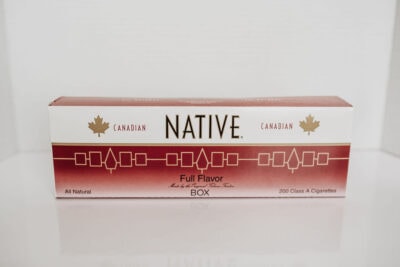 CANADIAN NATIVE CANADIAN
Full Flavor
All Natural BOX 200 Class A Cigarettes